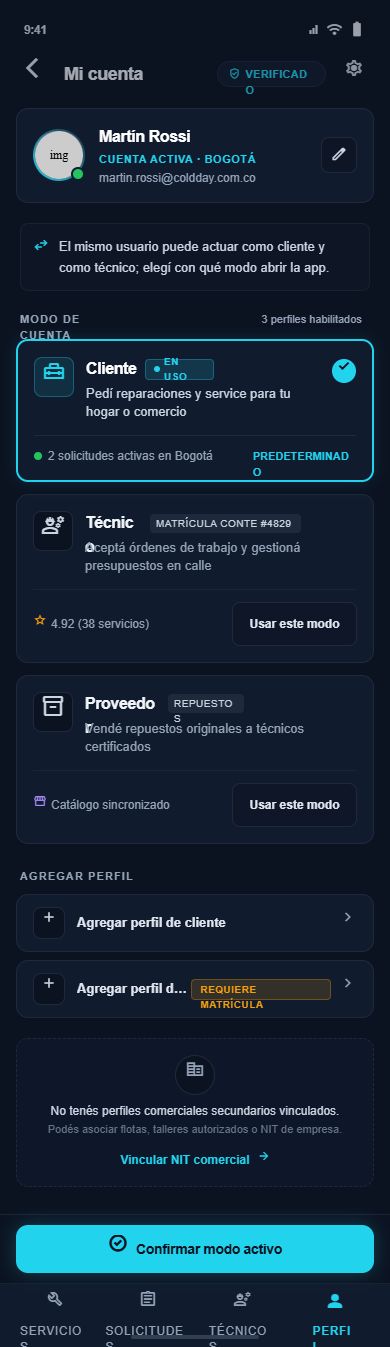 9:41
Mi cuenta
VERIFICAD
O
img
Martín Rossi
CUENTA ACTIVA • BOGOTÁ
martin.rossi@coldday.com.co
El mismo usuario puede actuar como cliente y
como técnico; elegí con qué modo abrir la app.
MODO DE
CUENTA
3 perfiles habilitados
Cliente
EN
USO
Pedí reparaciones y service para tu
hogar o comercio
2 solicitudes activas en Bogotá
PREDETERMINAD
O
Técnic
o
MATRÍCULA CONTE #4829
Aceptá órdenes de trabajo y gestioná
presupuestos en calle
4.92 (38 servicios)
Usar este modo
Proveedo
r
REPUESTO
S
Vendé repuestos originales a técnicos
certificados
Catálogo sincronizado
Usar este modo
AGREGAR PERFIL
Agregar perfil de cliente
Agregar perfil d...
REQUIERE
MATRÍCULA
No tenés perfiles comerciales secundarios vinculados.
Podés asociar flotas, talleres autorizados o NIT de empresa.
Vincular NIT comercial
Confirmar modo activo
SERVICIO
S
SOLICITUDE
S
TÉCNICO
S
PERFI
L